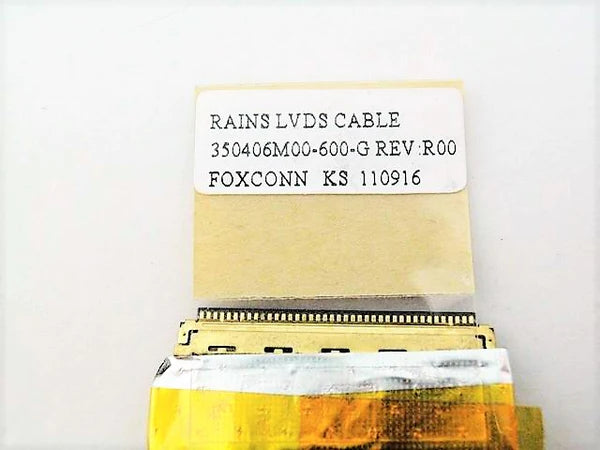 RAINS LVDS CABLE
350406M00-600-G REV:R00
FOXCONN KS 110916